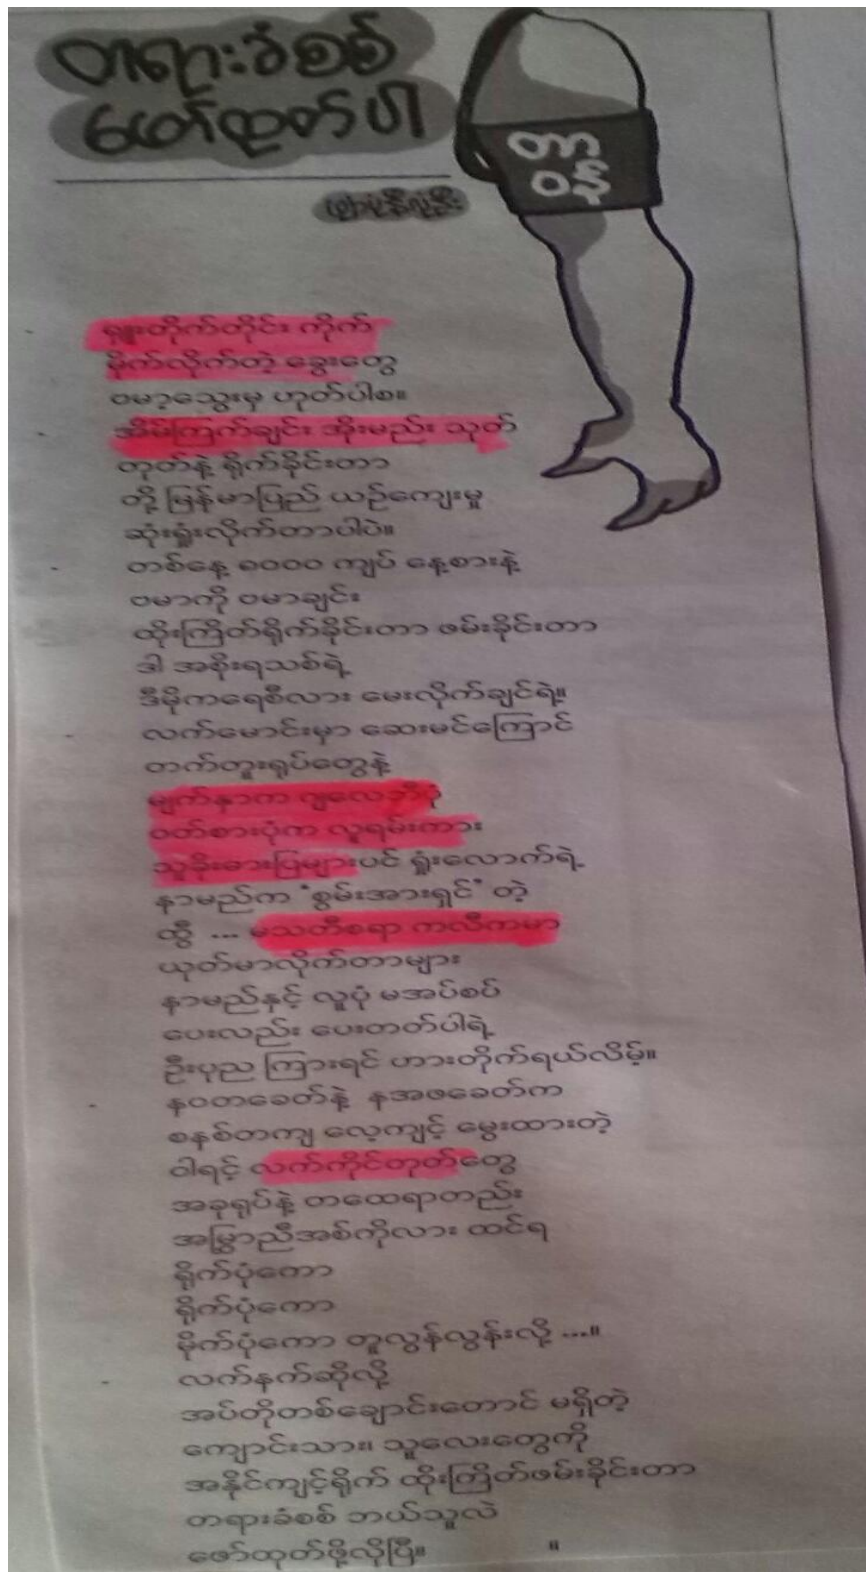 တရားခံစစ်
ဖော်ထုတ်ပါ
တာ
ဝန်
ရှူးတိုက်တိုင်း ကိုက်
မိုက်လိုက်တဲ့ ခွေးတွေ
ဗမာ့သွေးမှ ဟုတ်ပါစ။
အိမ်ကြက်ချင်း အိုးမည်း သုတ်
တုတ်နဲ့ ရိုက်ခိုင်းတာ
တို့ မြန်မာပြည် ယဉ်ကျေးမှု
ဆုံးရှုံးလိုက်တာပါပဲ။
တစ်နေ့ ၈၀၀၀ ကျပ် နေ့စားနဲ့
ဗမာကို ဗမာချင်း
ထိုးကြိတ်ရိုက်ခိုင်းတာ ဖမ်းခိုင်းတာ
ဒါ အစိုးရသစ်ရဲ့
ဒီမိုကရေစီလား မေးလိုက်ချင်ရဲ့။
လက်မောင်းမှာ ဆေးမင်ကြောင်
တက်တူးရုပ်တွေနဲ့
မျက်နှာက ဂျလေဘီပုံ
ဝတ်စားပုံက လူရမ်းကား
သူခိုးဓားပြများပင် ရှုံးလောက်ရဲ့
နာမည်က "စွမ်းအားရှင်" တဲ့
ထွီ ... မသတီစရာ ကလီကမာ
ယုတ်မာလိုက်တာများ
နာမည်နှင့် လူပုံ မအပ်စပ်
ပေးလည်း ပေးတတ်ပါရဲ့
ဦးပုည ကြားရင် ဟားတိုက်ရယ်လိမ့်။
နဝတခေတ်နဲ့ နအဖခေတ်က
စနစ်တကျ လေ့ကျင့် မွေးထားတဲ့
ဝါရင့် လက်ကိုင်တုတ်တွေ
အခုရုပ်နဲ့ တထေရာတည်း
အမြွှာညီအစ်ကိုလား ထင်ရ
ရိုက်ပုံကော
ရိုက်ပုံကော
မိုက်ပုံကော တူလွန်လွန်းလို့ ...။
လက်နက်ဆိုလို့
အပ်တိုတစ်ချောင်းတောင် မရှိတဲ့
ကျောင်းသား၊ သူလေးတွေကို
အနိုင်ကျင့်ရိုက် ထိုးကြိတ်ဖမ်းခိုင်းတာ
တရားခံစစ် ဘယ်သူလဲ
ဖော်ထုတ်ဖို့လိုပြီ။ ။